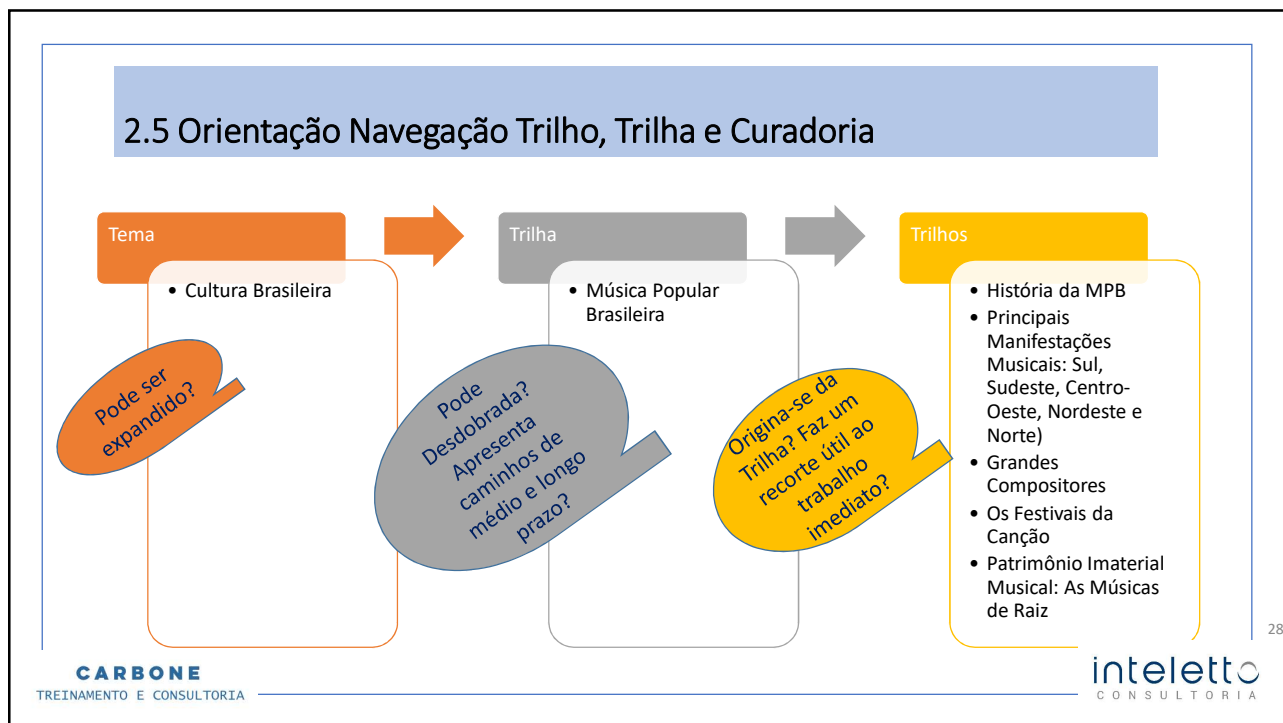 2.5 Orientação Navegação Trilho, Trilha e Curadoria
Tema
• Cultura Brasileira
Pode ser
expandido?
Trilha
• Música Popular
Brasileira
Pode
Desdobrada?
Apresenta
caminhos de
médio e longo
prazo?
Trilhos
• História da MPB
• Principais
Manifestações
Musicais: Sul,
Sudeste, Centro-
Oeste, Nordeste e
Norte)
• Grandes
Compositores
• Os Festivais da
Canção
• Patrimônio Imaterial
Musical: As Músicas
de Raiz
Origina-se da
Trilha? Faz um
recorte útil ao
trabalho
imediato?
28
CARBONE
TREINAMENTO E CONSULTORIA
inteletto
CONSULTORIA